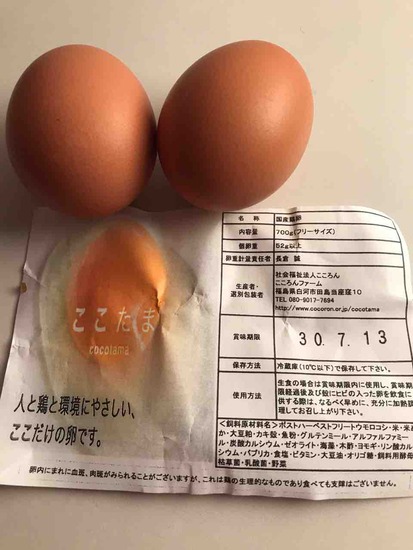 名 称 国産鶏卵
内容量 700g(フリーサイズ)
個卵重 52g以上
卵重計量責任者 長倉 誠
生産者・
選別包装者
社会福祉法人こころん
こころんファーム
福島県白河市田島当座窪10
TEL 080-9017-7694
http://www.cocoron.or.jp/cocotama
賞味期限 30.7.13
保存方法 冷蔵庫(10℃以下)で保存して下さい。
使用方法
生食の場合は賞味期限内に使用し、賞味期
限経過後及び殻にヒビの入った卵を飲食に
供する際は、なるべく早めに、充分に加熱調
理してお召し上がり下さい。
<飼料原材料名>ポストハーベストフリートウモロコシ・米・米ぬ
か・大豆粕・カキ殻・魚粉・グルテンミール・アルファルファミー
ル・炭酸カルシウム・ゼオライト・海藻・木酢・ヨモギ・リン酸カル
シウム・パプリカ・食塩・ビタミン・大豆油・オリゴ糖・飼料用酵母
枯草菌・乳酸菌・野菜
ここたま
cocotama
人と鶏と環境にやさしい、
ここだけの卵です。
卵内にまれに血斑、肉斑がみられることがございますが、これは鶏の生理的なものであり食べても支障はございません。